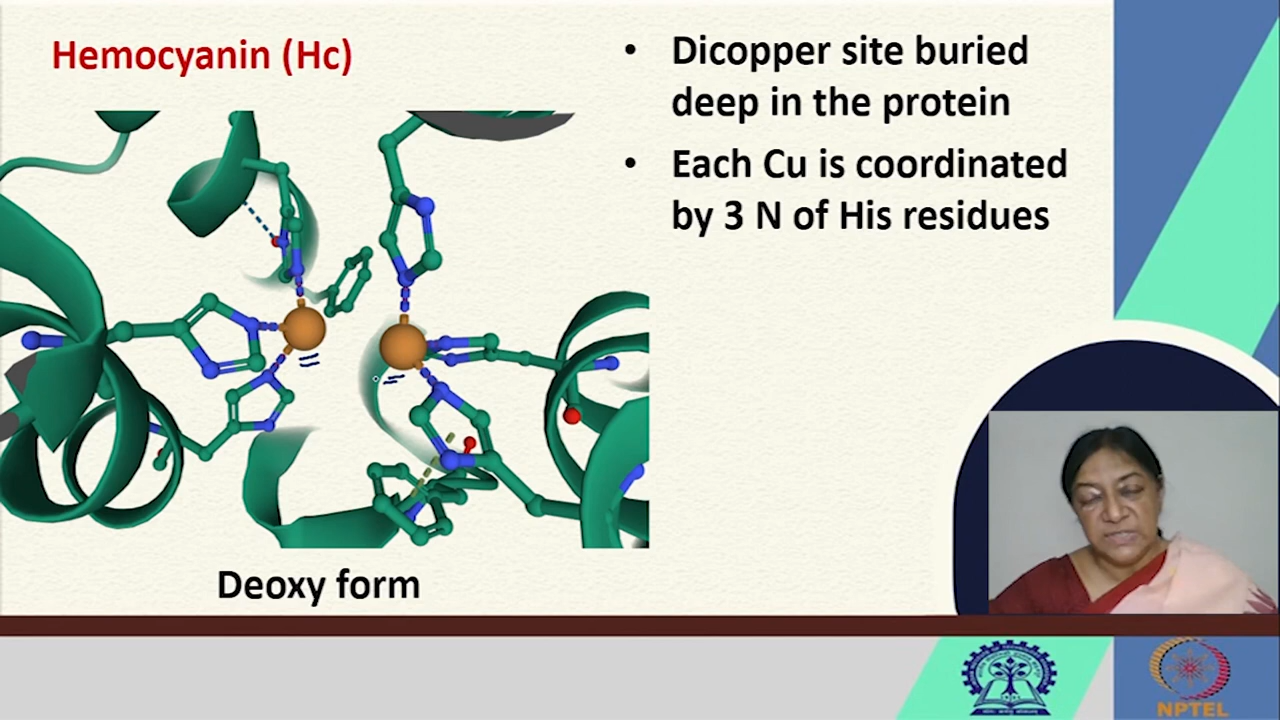 Hemocyanin (Hc)
• Dicopper site buried
deep in the protein
• Each Cu is coordinated
by 3 N of His residues
Deoxy form
NPTEL